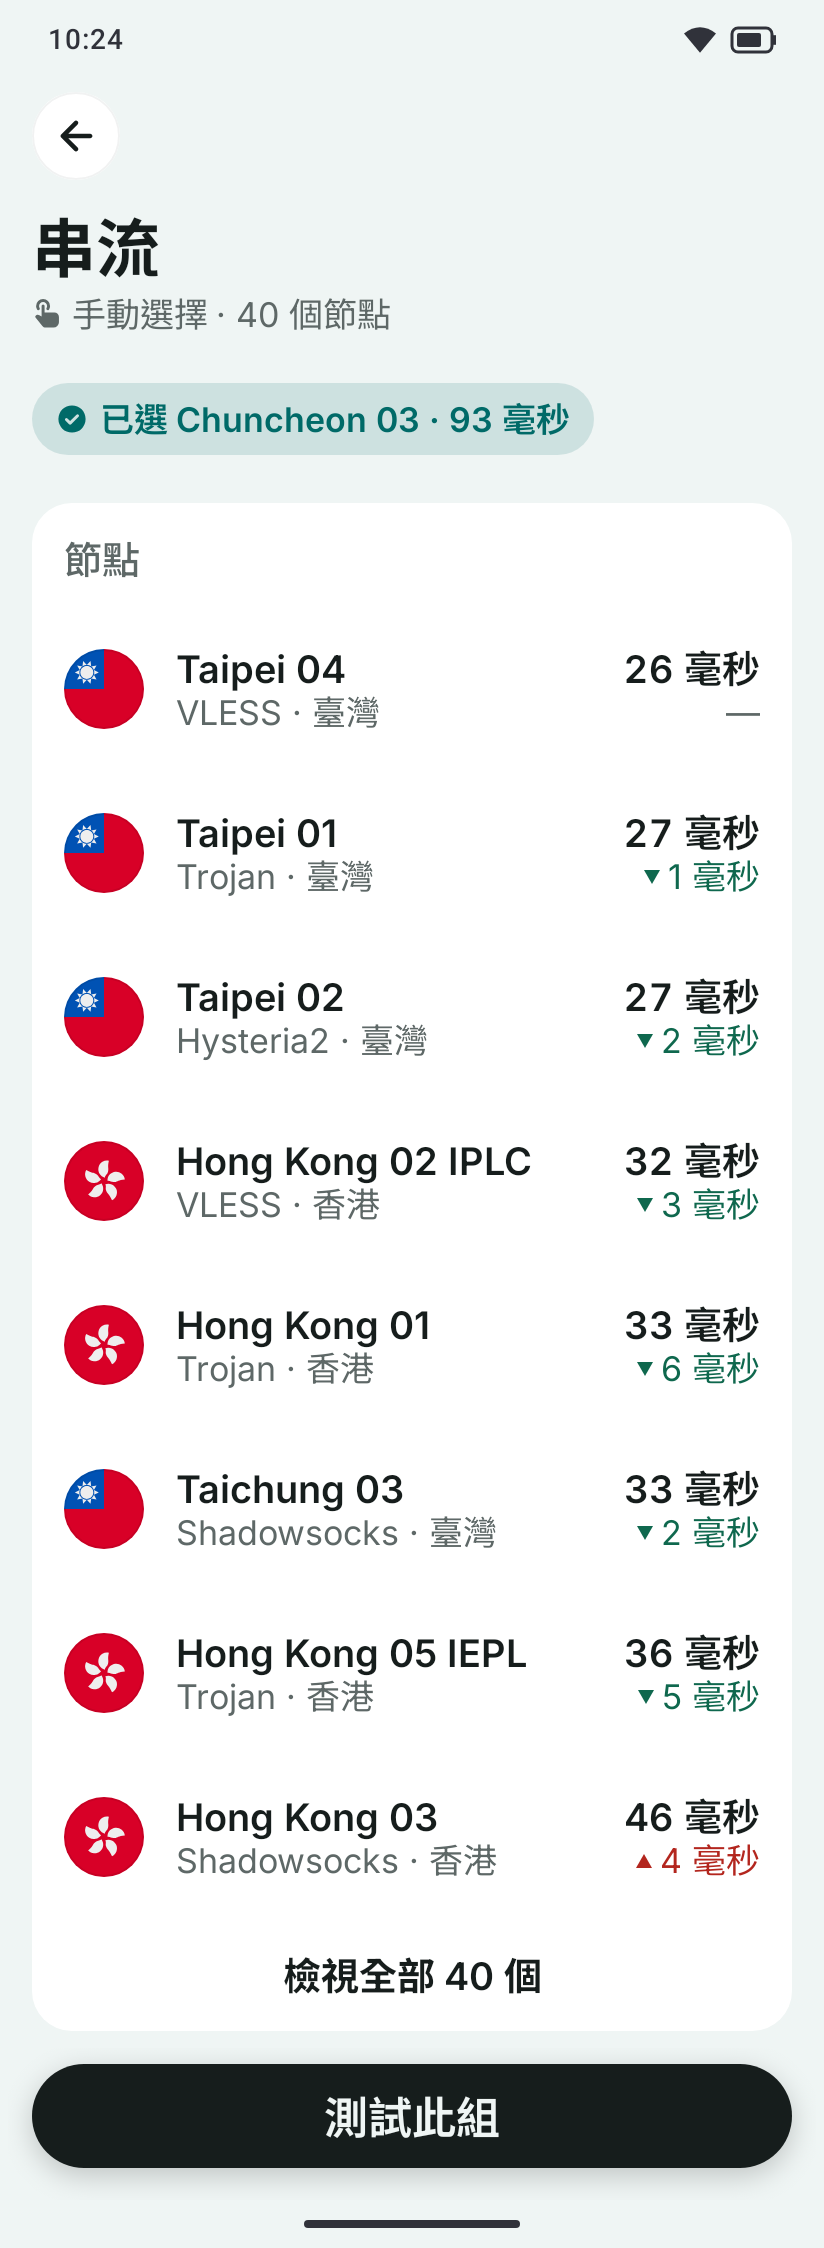 10:24
串流
手動選擇 · 40 個節點
已選 Chuncheon 03 · 93 毫秒
節點
Taipei 04
26 毫秒
VLESS · 臺灣
—
Taipei 01
27 毫秒
Trojan · 臺灣
▼1 毫秒
Taipei 02
27 毫秒
Hysteria2 · 臺灣
▼2 毫秒
Hong Kong 02 IPLC
32 毫秒
VLESS · 香港
▼3 毫秒
Hong Kong 01
33 毫秒
Trojan · 香港
▼6 毫秒
Taichung 03
33 毫秒
Shadowsocks · 臺灣
▼2 毫秒
Hong Kong 05 IEPL
36 毫秒
Trojan · 香港
▼5 毫秒
Hong Kong 03
46 毫秒
Shadowsocks · 香港
▲4 毫秒
檢視全部 40 個
測試此組